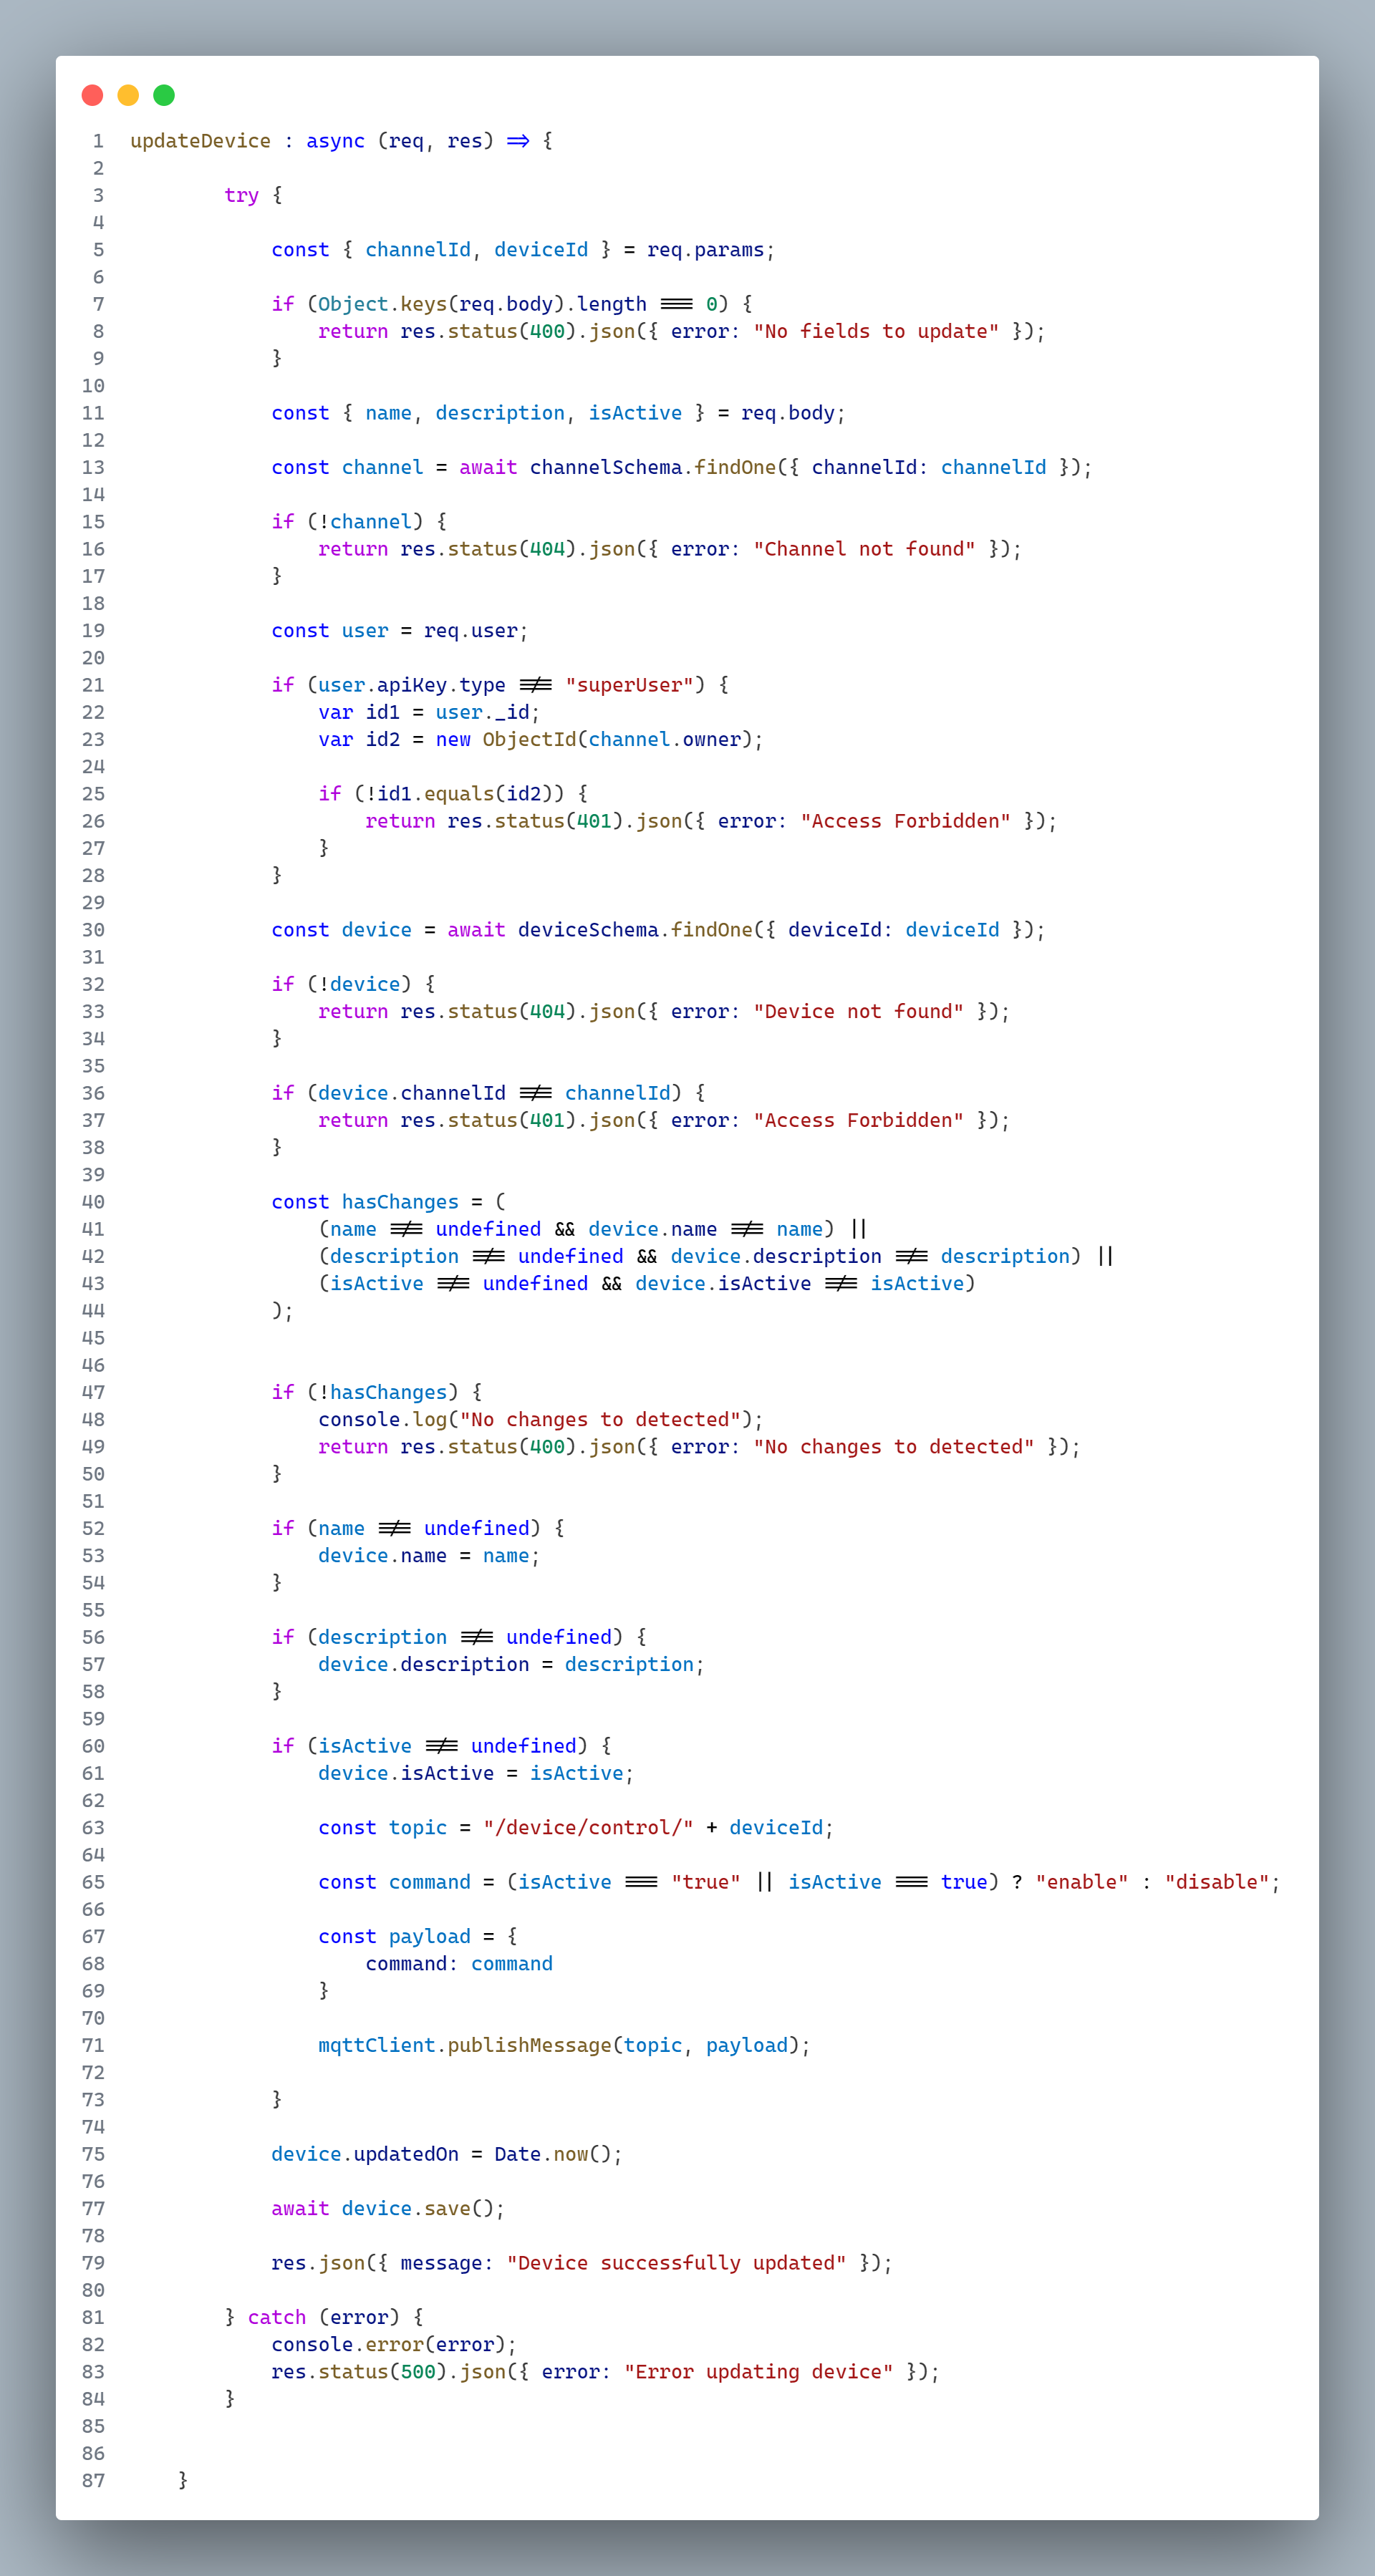 1 updateDevice : async (req, res) => {
2
3         try {
4
5             const { channelId, deviceId } = req.params;
6
7             if (Object.keys(req.body).length === 0) {
8                 return res.status(400).json({ error: "No fields to update" });
9             }
10
11             const { name, description, isActive } = req.body;
12
13             const channel = await channelSchema.findOne({ channelId: channelId });
14
15             if (!channel) {
16                 return res.status(404).json({ error: "Channel not found" });
17             }
18
19             const user = req.user;
20
21             if (user.apiKey.type !== "superUser") {
22                 var id1 = user._id;
23                 var id2 = new ObjectId(channel.owner);
24
25                 if (!id1.equals(id2)) {
26                     return res.status(401).json({ error: "Access Forbidden" });
27                 }
28             }
29
30             const device = await deviceSchema.findOne({ deviceId: deviceId });
31
32             if (!device) {
33                 return res.status(404).json({ error: "Device not found" });
34             }
35
36             if (device.channelId !== channelId) {
37                 return res.status(401).json({ error: "Access Forbidden" });
38             }
39
40             const hasChanges = (
41                 (name !== undefined && device.name !== name) ||
42                 (description !== undefined && device.description !== description) ||
43                 (isActive !== undefined && device.isActive !== isActive)
44             );
45
46
47             if (!hasChanges) {
48                 console.log("No changes to detected");
49                 return res.status(400).json({ error: "No changes to detected" });
50             }
51
52             if (name !== undefined) {
53                 device.name = name;
54             }
55
56             if (description !== undefined) {
57                 device.description = description;
58             }
59
60             if (isActive !== undefined) {
61                 device.isActive = isActive;
62
63                 const topic = "/device/control/" + deviceId;
64
65                 const command = (isActive === "true" || isActive === true) ? "enable" : "disable";
66
67                 const payload = {
68                     command: command
69                 }
70
71                 mqttClient.publishMessage(topic, payload);
72
73             }
74
75             device.updatedOn = Date.now();
76
77             await device.save();
78
79             res.json({ message: "Device successfully updated" });
80
81         } catch (error) {
82             console.error(error);
83             res.status(500).json({ error: "Error updating device" });
84         }
85
86
87     }